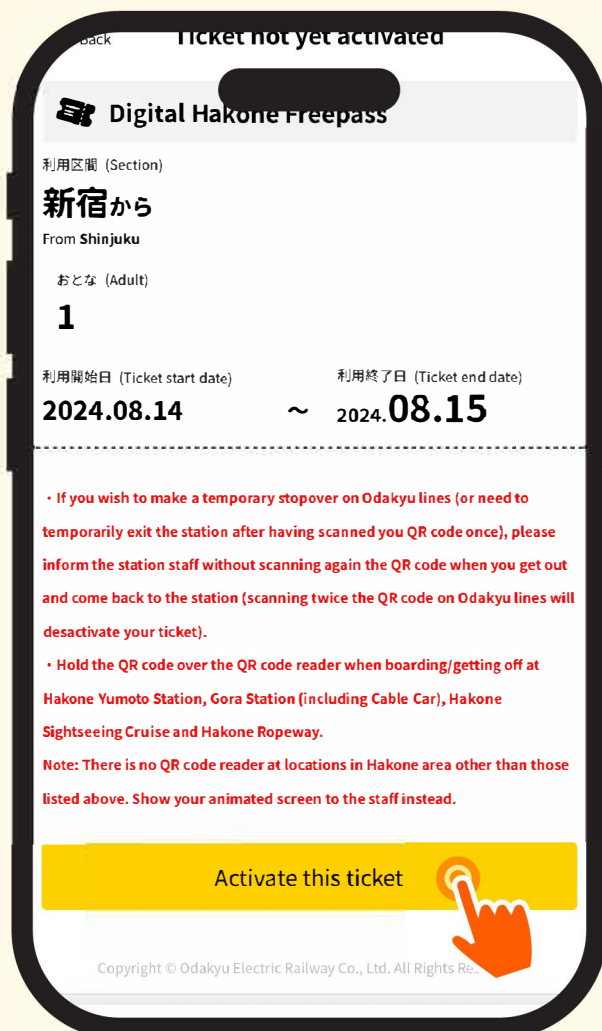 Back
Ticket not yet activated
Digital Hakone Freepass
利用区間 (Section)
新宿から
From Shinjuku
おとな (Adult)
1
利用開始日 (Ticket start date)
利用終了日 (Ticket end date)
2024.08.14
～
2024.08.15
・If you wish to make a temporary stopover on Odakyu lines (or need to
temporarily exit the station after having scanned you QR code once), please
inform the station staff without scanning again the QR code when you get out
and come back to the station (scanning twice the QR code on Odakyu lines will
desactivate your ticket).
・Hold the QR code over the QR code reader when boarding/getting off at
Hakone Yumoto Station, Gora Station (including Cable Car), Hakone
Sightseeing Cruise and Hakone Ropeway.
Note: There is no QR code reader at locations in Hakone area other than those
listed above. Show your animated screen to the staff instead.
Activate this ticket
Copyright © Odakyu Electric Railway Co., Ltd. All Rights